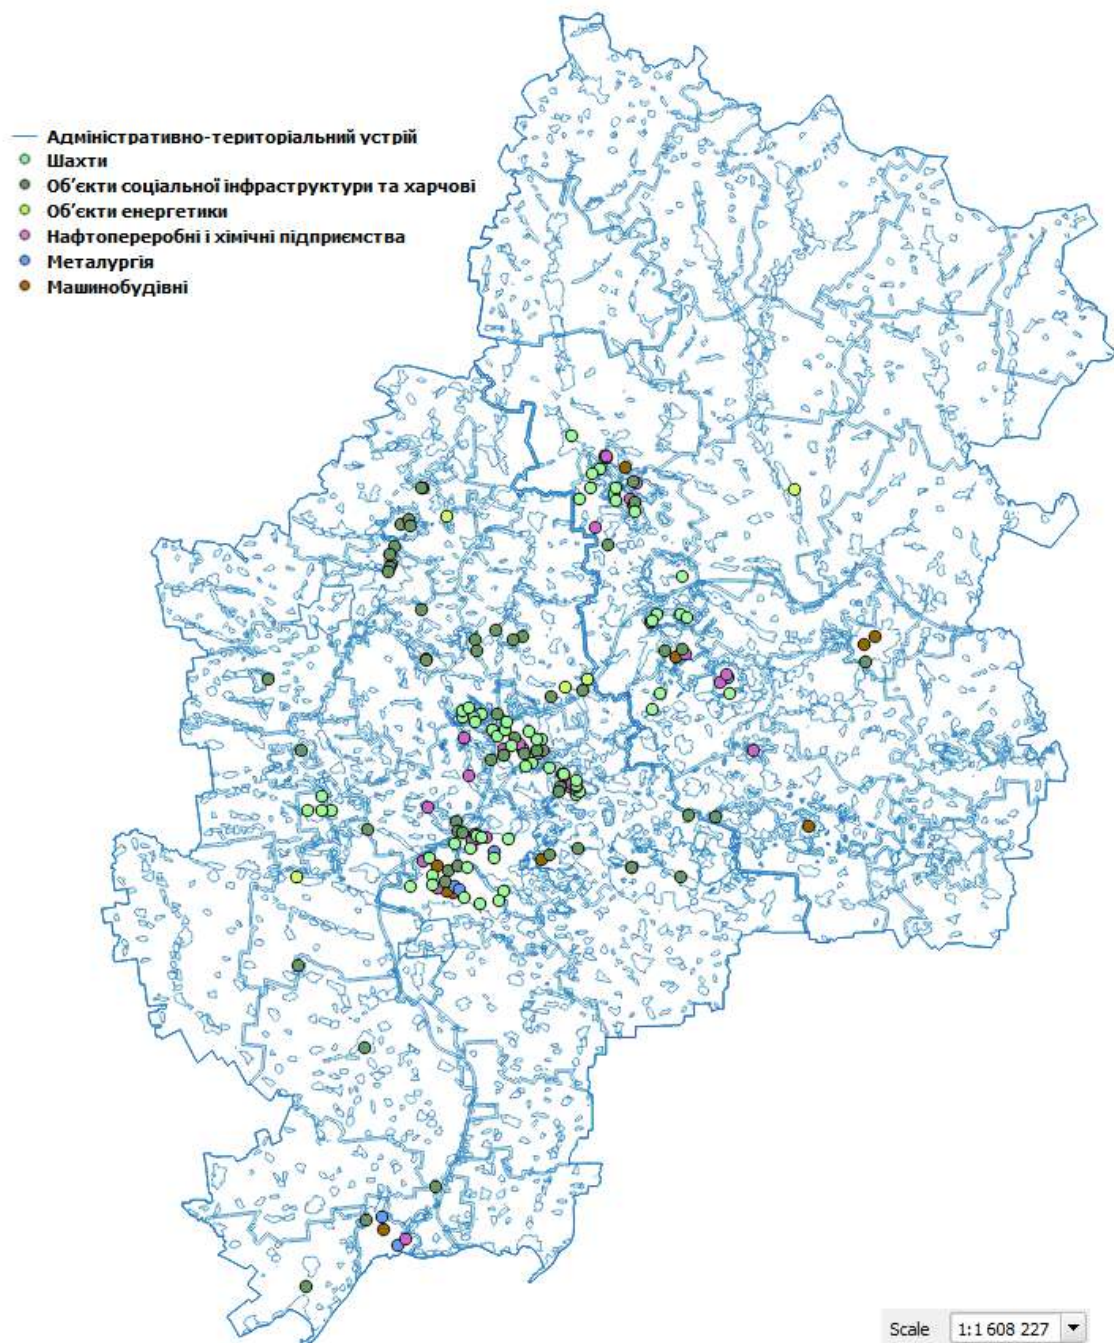 Адміністративно-територіальний устрій
Шахти
Об'єкти соціальної інфраструктури та харчові
Об'єкти енергетики
Нафтопереробні і хімічні підприємства
Металургія
Машинобудівні
Scale 1:1 608 227